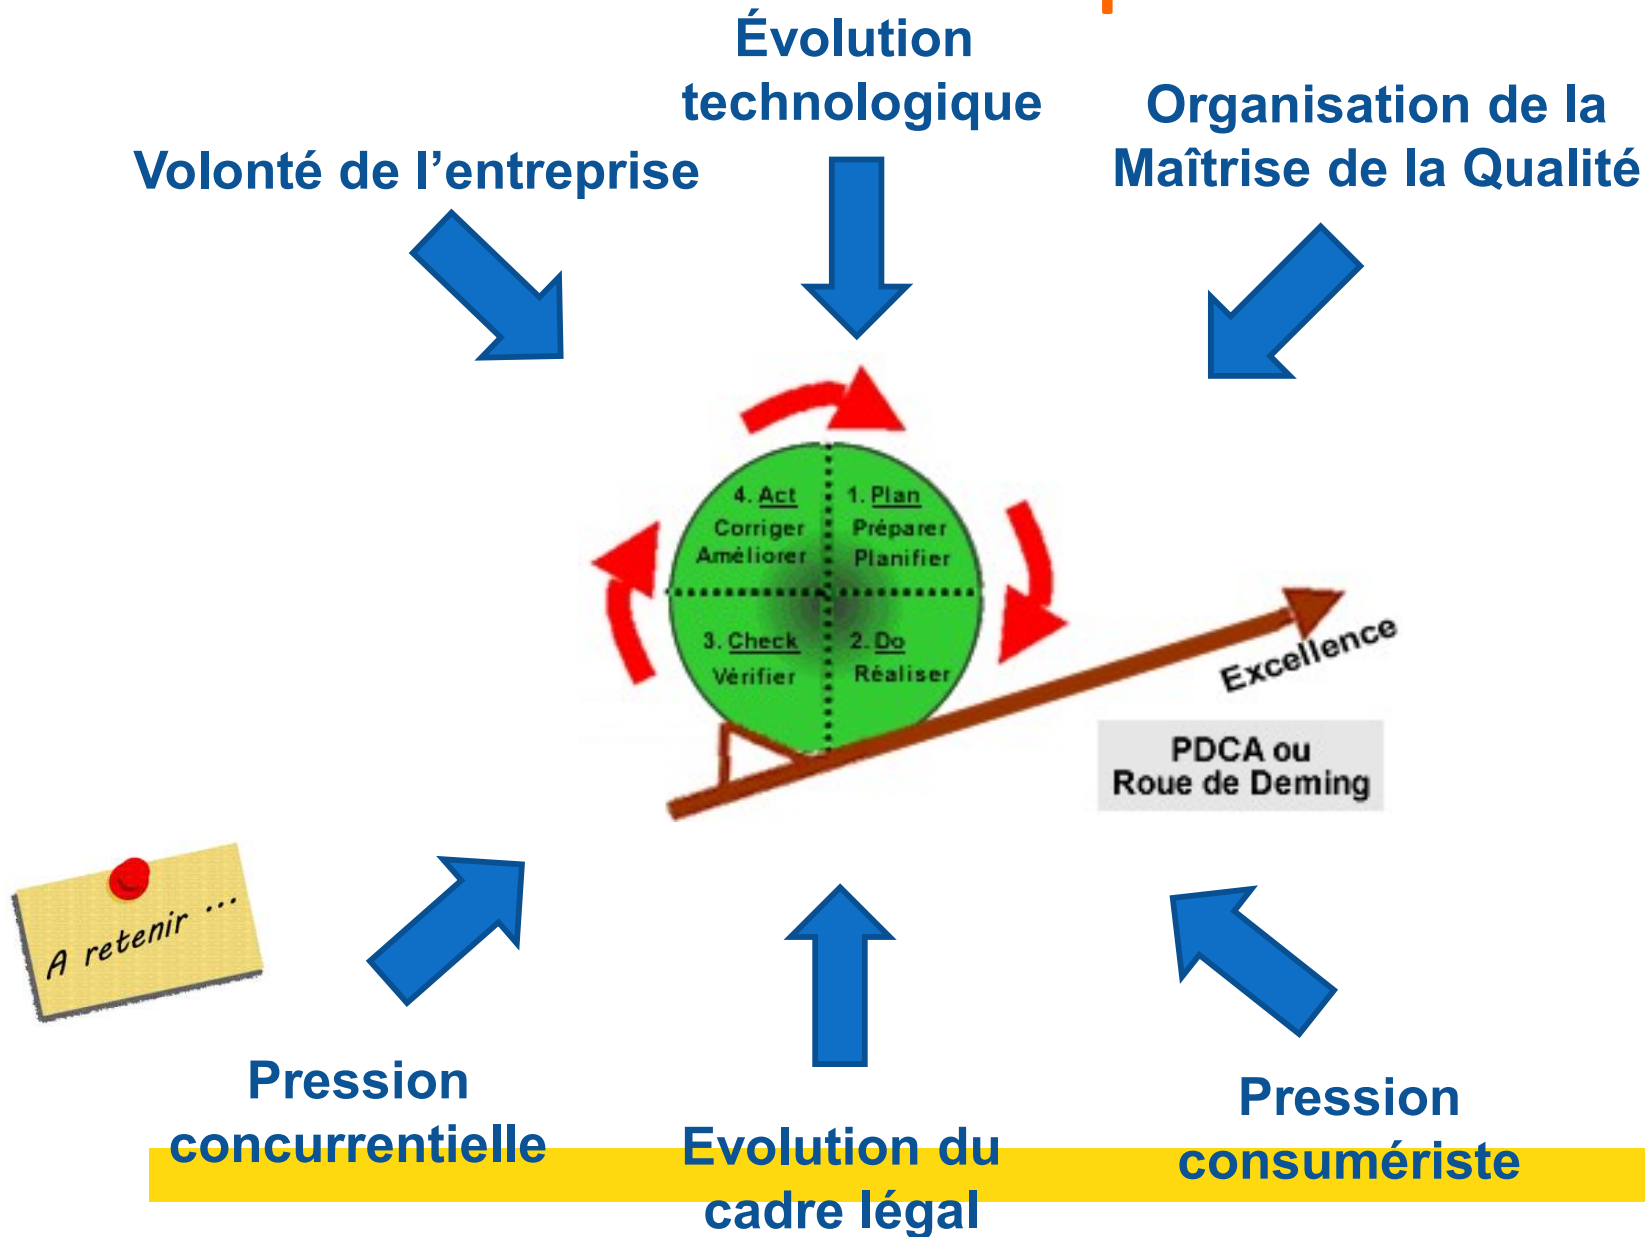 Évolution
technologique
Organisation de la
Maîtrise de la Qualité
Volonté de l’entreprise
4. Act
Corriger
Améliorer
1. Plan
Préparer
Planifier
3. Check
Vérifier
2. Do
Réaliser
Excellence
PDCA ou
Roue de Deming
A retenir ...
Pression
concurrentielle
Evolution du
cadre légal
Pression
consumériste